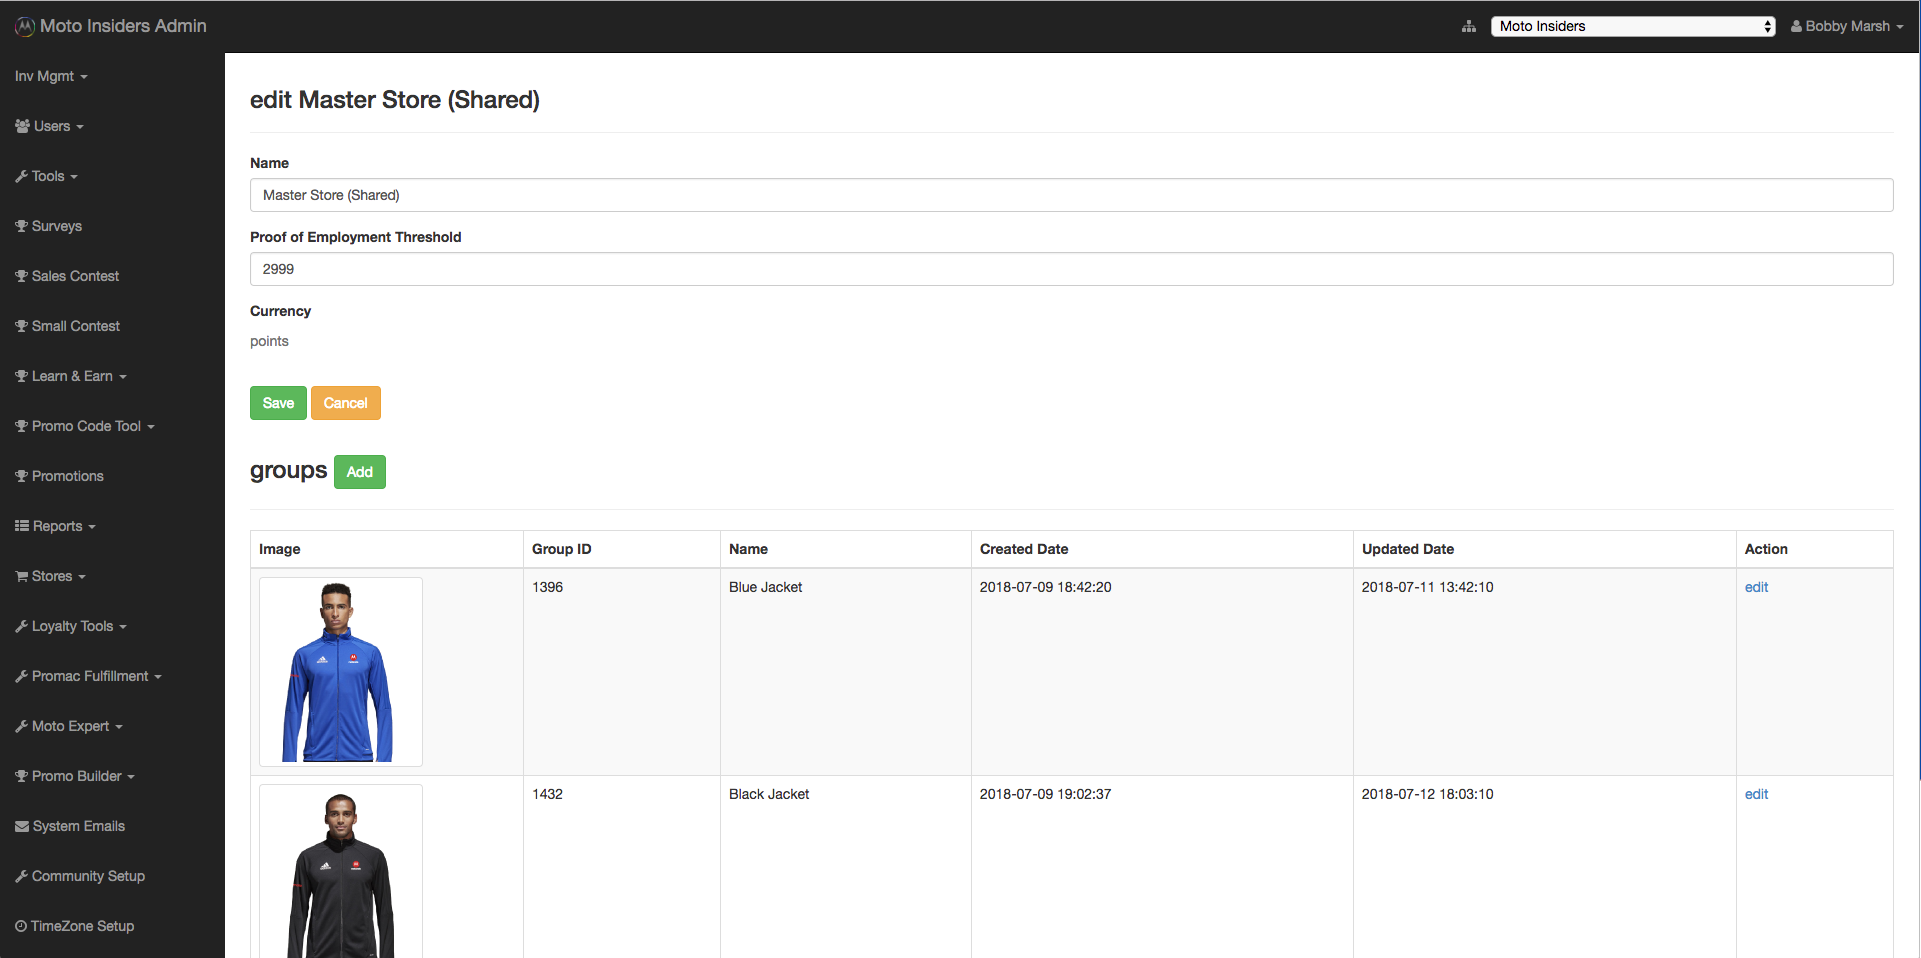 Moto Insiders Admin
Moto Insiders
Bobby Marsh
Inv Mgmt
Users
Tools
Surveys
Sales Contest
Small Contest
Learn & Earn
Promo Code Tool
Promotions
Reports
Stores
Loyalty Tools
Promac Fulfillment
Moto Expert
Promo Builder
System Emails
Community Setup
TimeZone Setup
edit Master Store (Shared)
Name
Master Store (Shared)
Proof of Employment Threshold
2999
Currency
points
Save Cancel
groups Add
Image Group ID Name Created Date Updated Date Action
1396 Blue Jacket 2018-07-09 18:42:20 2018-07-11 13:42:10 edit
1432 Black Jacket 2018-07-09 19:02:37 2018-07-12 18:03:10 edit